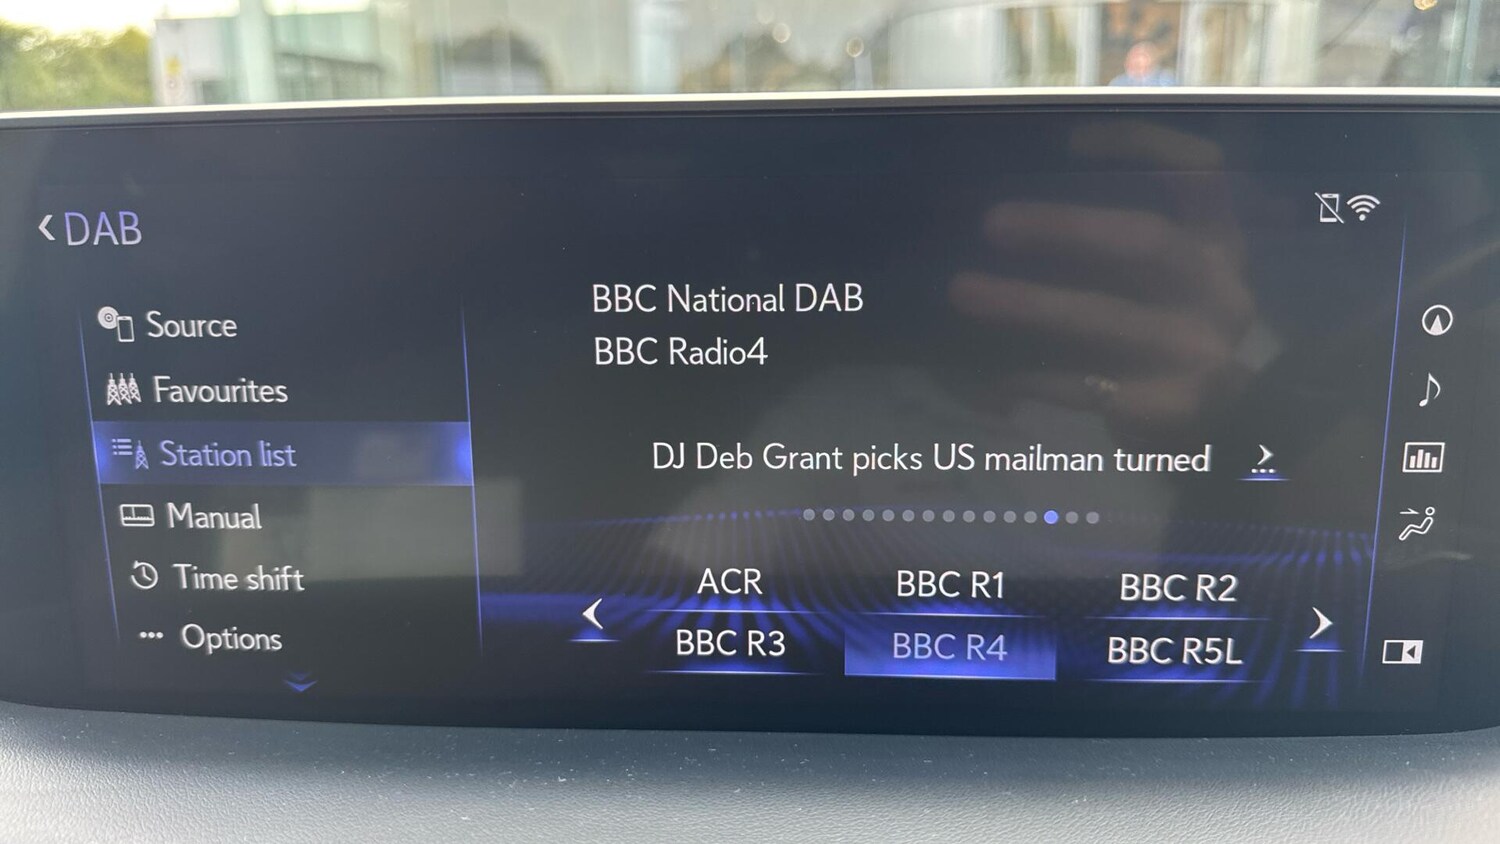 DAB
Source
Favourites
Station list
Manual
Time shift
Options
BBC National DAB
BBC Radio4
DJ Deb Grant picks US mailman turned
ACR BBC R1 BBC R2
BBC R3 BBC R4 BBC R5L